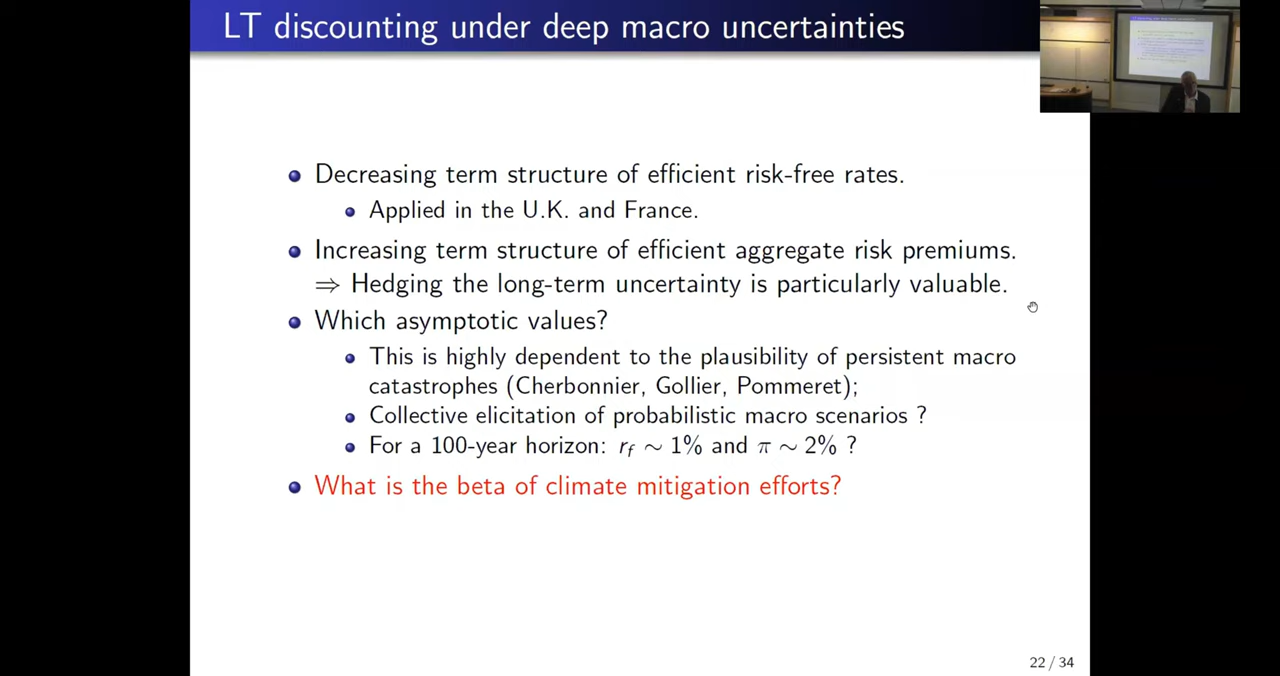 LT discounting under deep macro uncertainties
Decreasing term structure of efficient risk-free rates.
Applied in the U.K. and France.
Increasing term structure of efficient aggregate risk premiums.
⇒ Hedging the long-term uncertainty is particularly valuable.
Which asymptotic values?
This is highly dependent to the plausibility of persistent macro
catastrophes (Cherbonnier, Gollier, Pommeret);
Collective elicitation of probabilistic macro scenarios ?
For a 100-year horizon: r_f ∼ 1% and π ∼ 2% ?
What is the beta of climate mitigation efforts?
22 / 34